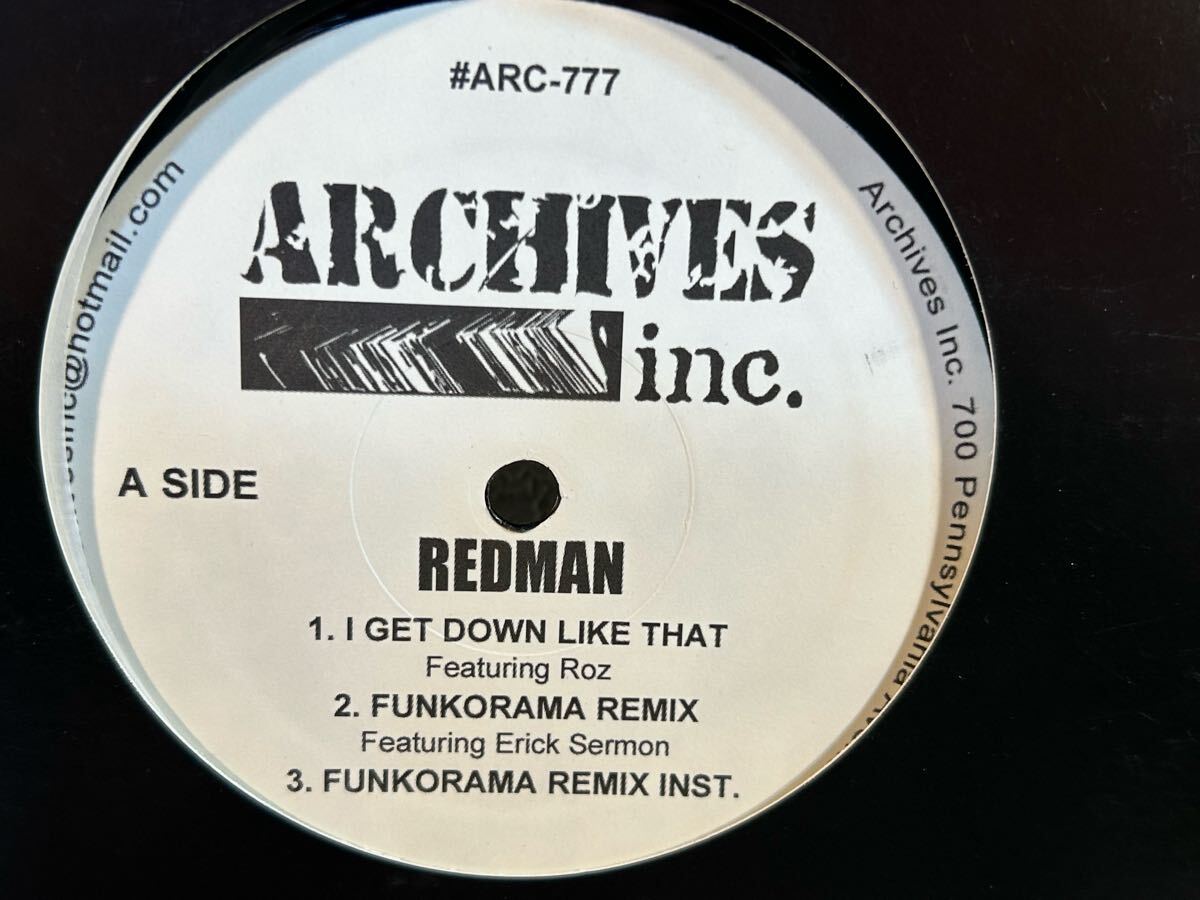 #ARC-777
ARCHIVES
inc.
A SIDE
REDMAN
1. I GET DOWN LIKE THAT
Featuring Roz
2. FUNKORAMA REMIX
Featuring Erick Sermon
3. FUNKORAMA REMIX INST.
Archives Inc. 700 Pennsylvania
@hotmail.com